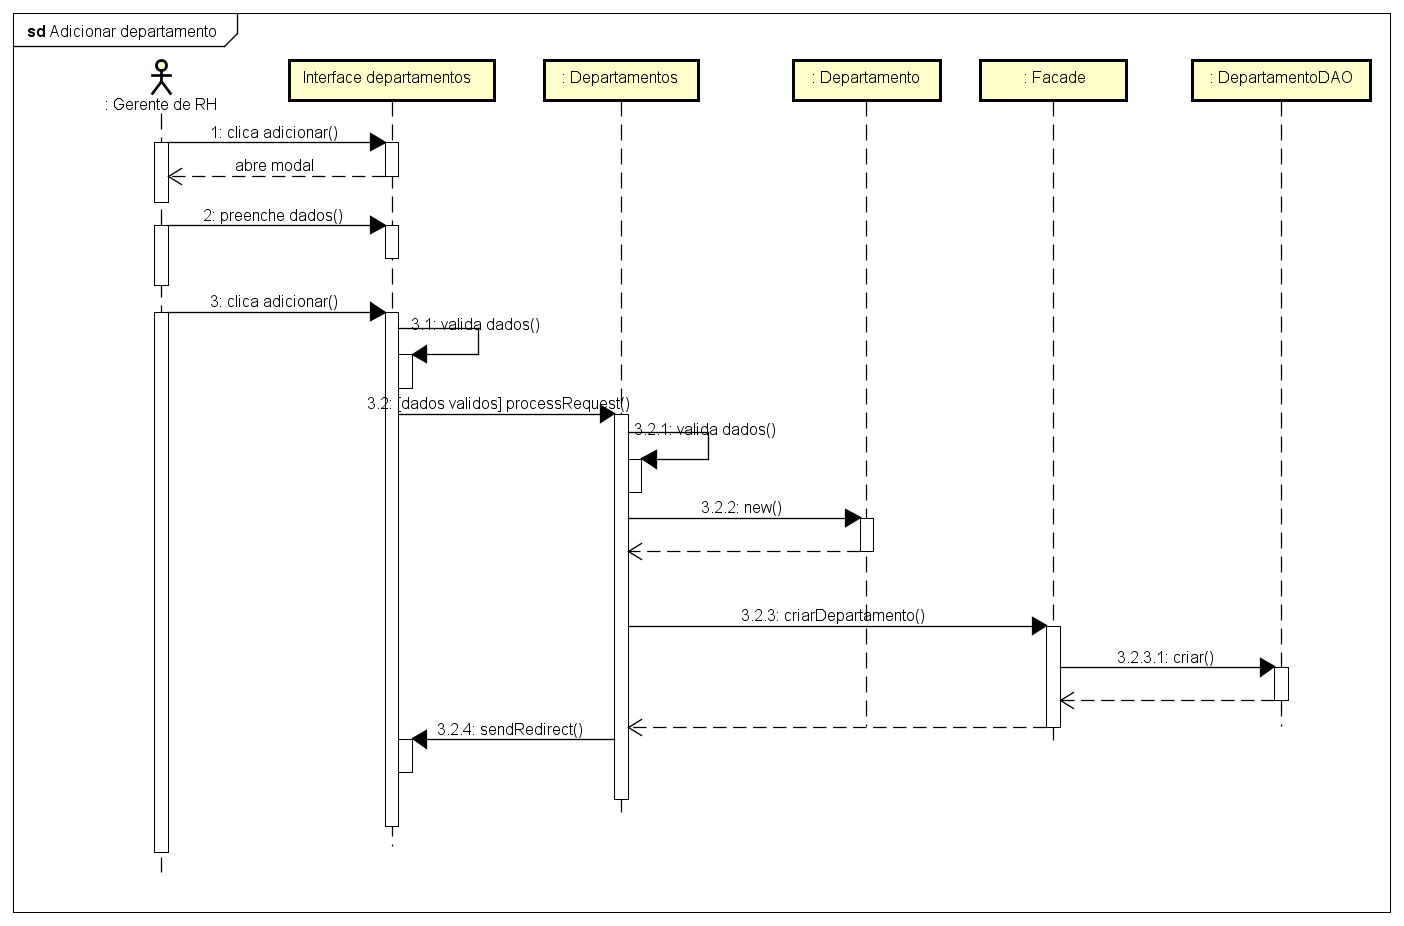 sd Adicionar departamento
: Gerente de RH
Interface departamentos
: Departamentos
: Departamento
: Facade
: DepartamentoDAO
1: clica adicionar()
abre modal
2: preenche dados()
3: clica adicionar()
3.1: valida dados()
3.2: [dados validos] processRequest()
3.2.1: valida dados()
3.2.2: new()
3.2.3: criarDepartamento()
3.2.3.1: criar()
3.2.4: sendRedirect()